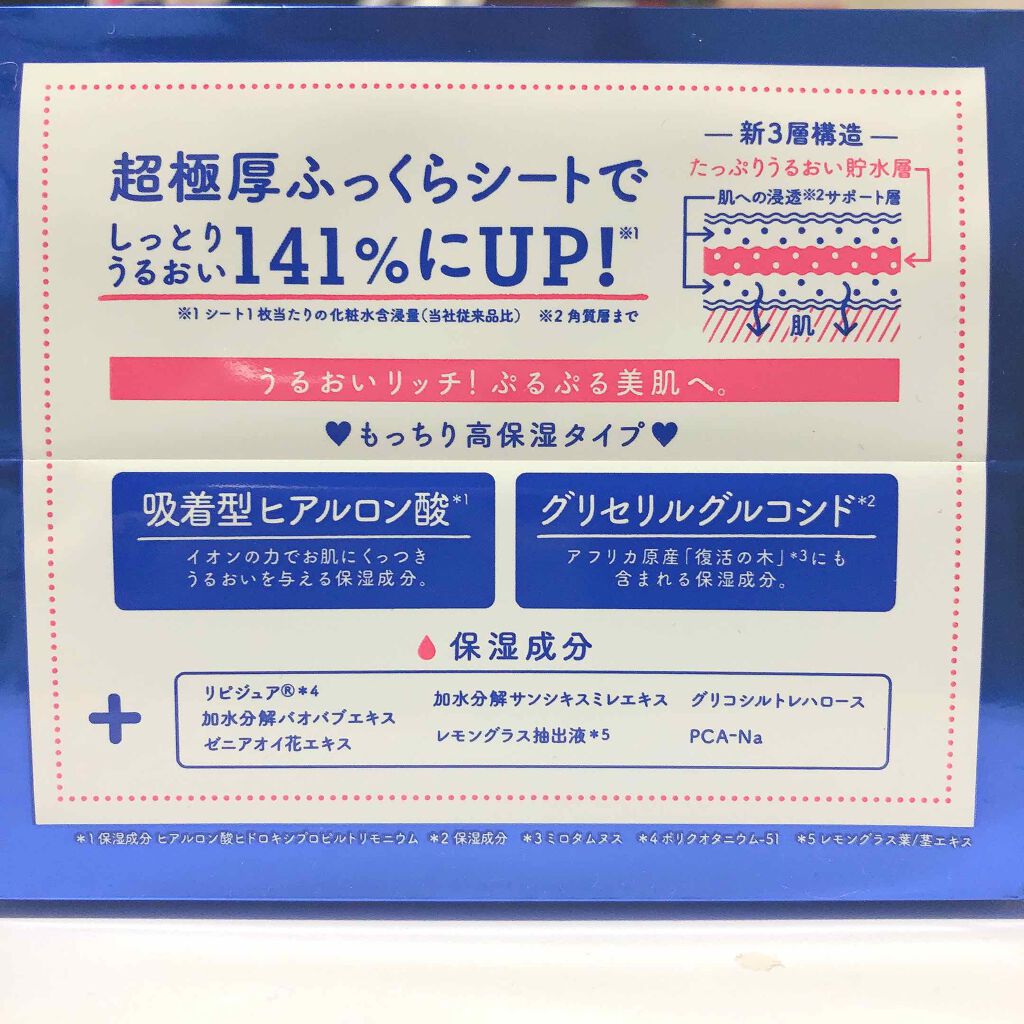 超極厚ふっくらシートで
しっとり
うるおい141%にUP!※1
※1 シート1枚当たりの化粧水含浸量(当社従来品比) ※2 角質層まで
— 新3層構造 —
たっぷりうるおい貯水層
肌への浸透※2サポート層
肌
うるおいリッチ!ぷるぷる美肌へ。
♥もっちり高保湿タイプ♥
吸着型ヒアルロン酸*1
イオンの力でお肌にくっつき
うるおいを与える保湿成分。
グリセリルグルコシド*2
アフリカ原産「復活の木」*3にも
含まれる保湿成分。
保湿成分
+
リピジュア®*4
加水分解バオバブエキス
ゼニアオイ花エキス
加水分解サンシキスミレエキス
レモングラス抽出液*5
グリコシルトレハロース
PCA-Na
*1 保湿成分 ヒアルロン酸ヒドロキシプロピルトリモニウム *2 保湿成分 *3 ミロタムヌス *4 ポリクオタニウム-51 *5 レモングラス葉/茎エキス